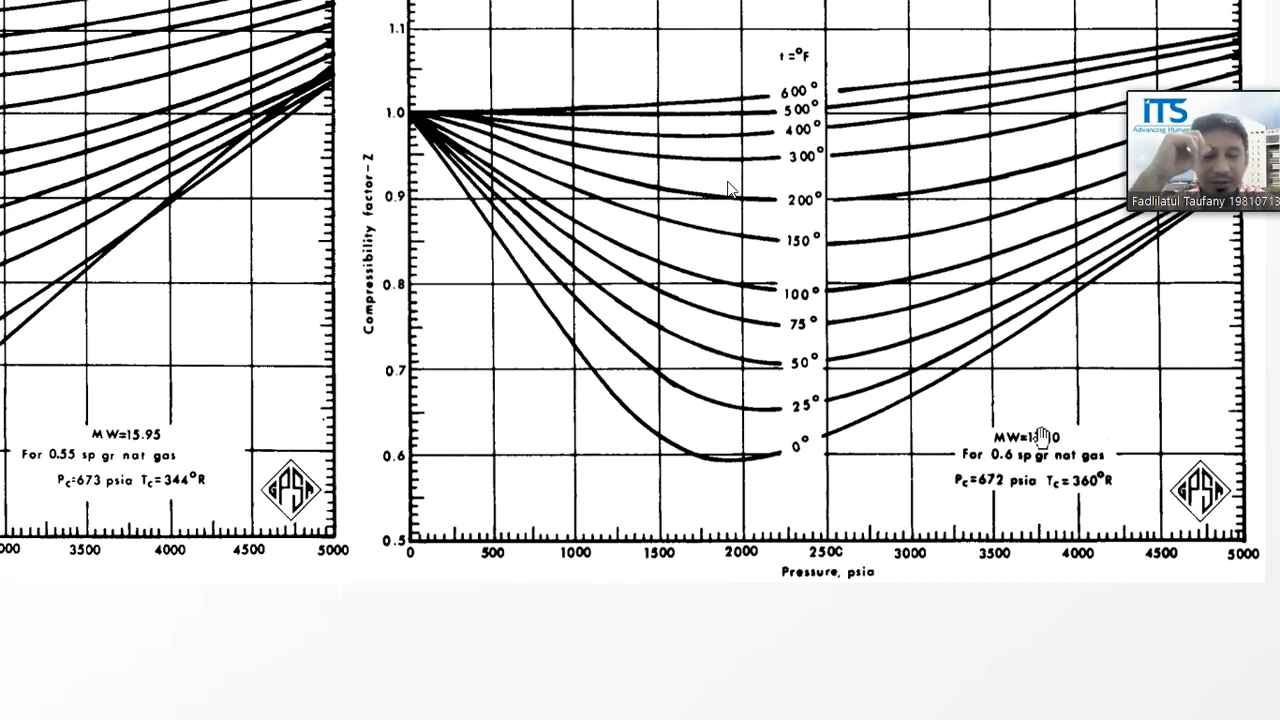 1.1
t = °F
600°
500°
1.0
400°
300°
200°
0.9
150°
100°
0.8
75°
50°
0.7
25°
0°
0.6
0.5
Compressibility factor - Z
MW=15.95
For 0.55 sp gr nat gas
Pc=673 psia Tc=344°R
GPSA
For 0.6 sp gr nat gas
Pc=672 psia Tc=360°R
GPSA
3500 4000 4500 5000
0 500 1000 1500 2000 2500 3000 3500 4000 4500 5000
Pressure, psia
ITS
Fadlilatul Taufany 19810713